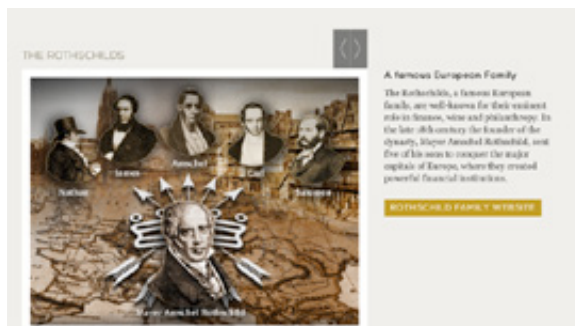 THE ROTHSCHILDS
A famous European Family
The Rothschilds, a famous European
family, are well-known for their eminent
role in finance, wine and philanthropy. In
the late 18th century the founder of the
dynasty, Mayer Amschel Rothschild, sent
five of his sons to conquer the major
capitals of Europe, where they created
powerful financial institutions.
ROTHSCHILD FAMILY WEBSITE
Nathan
James
Amschel
Carl
Salomon
Mayer Amschel Rothschild